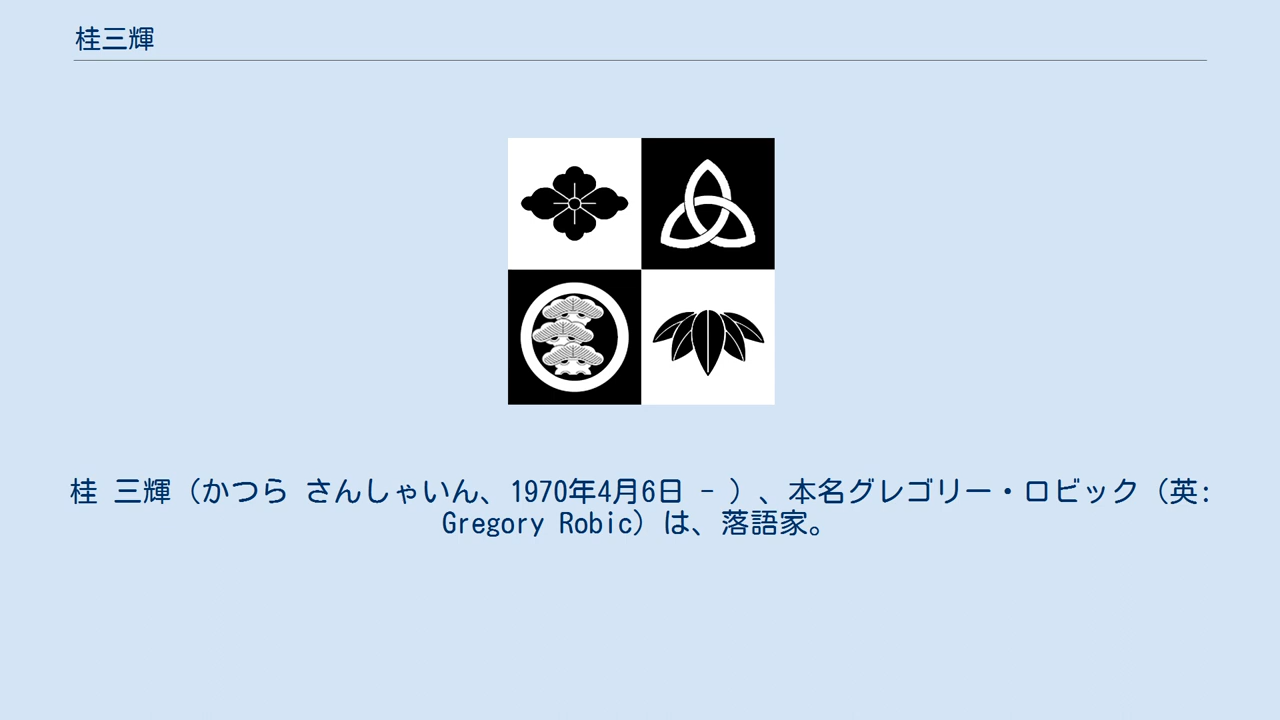 桂三輝
桂 三輝（かつら さんしゃいん、1970年4月6日 - ）、本名グレゴリー・ロビック（英:
Gregory Robic）は、落語家。